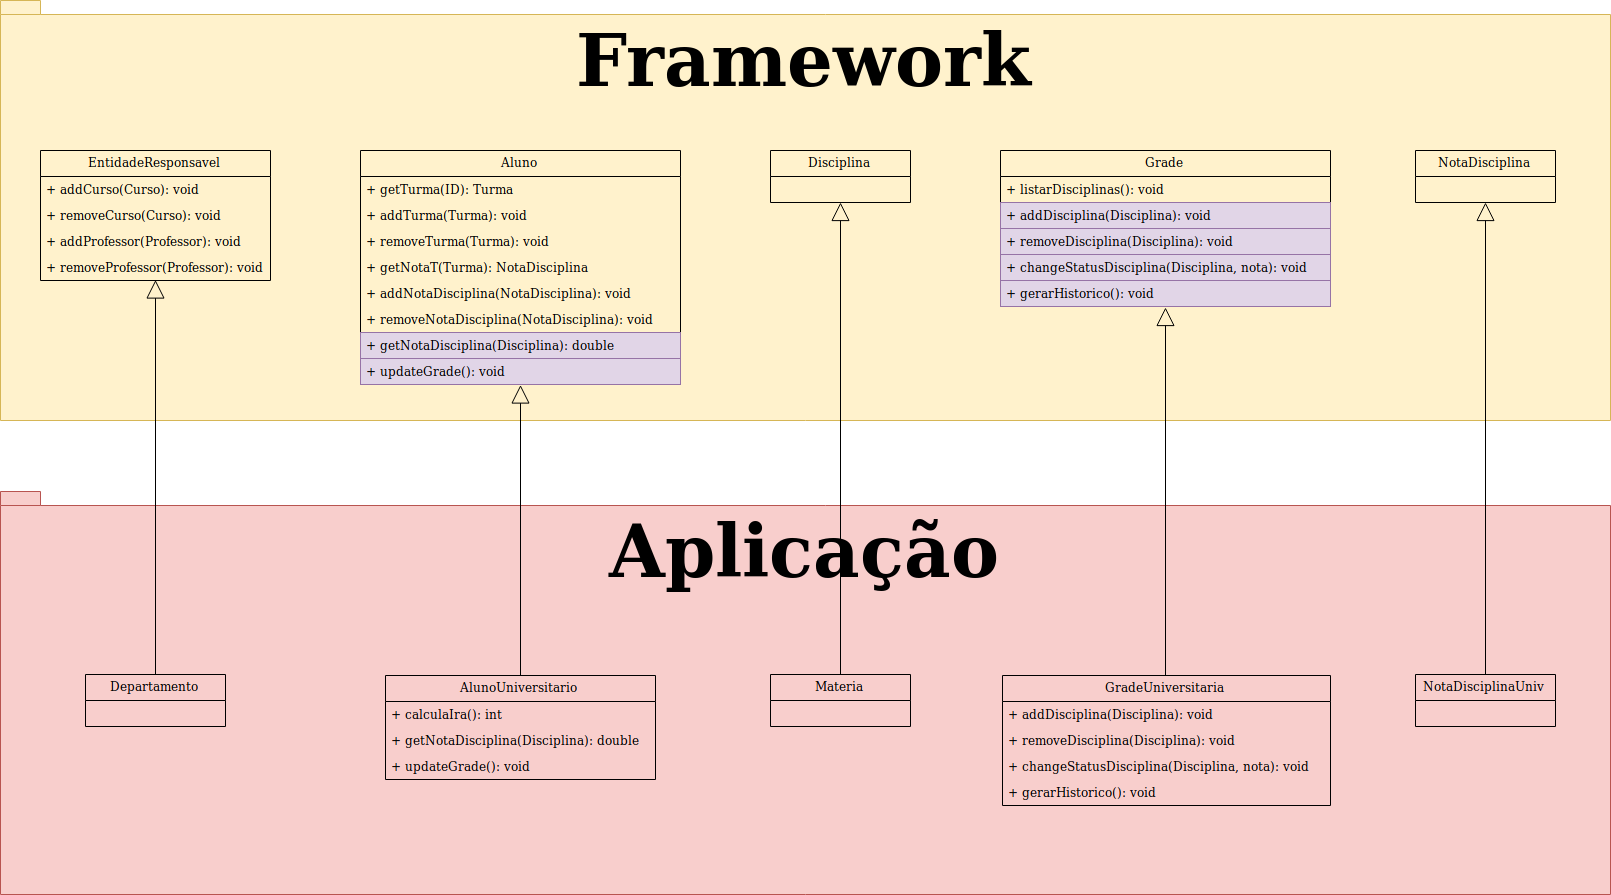 Framework
EntidadeResponsavel
+ addCurso(Curso): void
+ removeCurso(Curso): void
+ addProfessor(Professor): void
+ removeProfessor(Professor): void
Aluno
+ getTurma(ID): Turma
+ addTurma(Turma): void
+ removeTurma(Turma): void
+ getNotaT(Turma): NotaDisciplina
+ addNotaDisciplina(NotaDisciplina): void
+ removeNotaDisciplina(NotaDisciplina): void
+ getNotaDisciplina(Disciplina): double
+ updateGrade(): void
Disciplina
Grade
+ listarDisciplinas(): void
+ addDisciplina(Disciplina): void
+ removeDisciplina(Disciplina): void
+ changeStatusDisciplina(Disciplina, nota): void
+ gerarHistorico(): void
NotaDisciplina
Aplicação
Departamento
AlunoUniversitario
+ calculaIra(): int
+ getNotaDisciplina(Disciplina): double
+ updateGrade(): void
Materia
GradeUniversitaria
+ addDisciplina(Disciplina): void
+ removeDisciplina(Disciplina): void
+ changeStatusDisciplina(Disciplina, nota): void
+ gerarHistorico(): void
NotaDisciplinaUniv